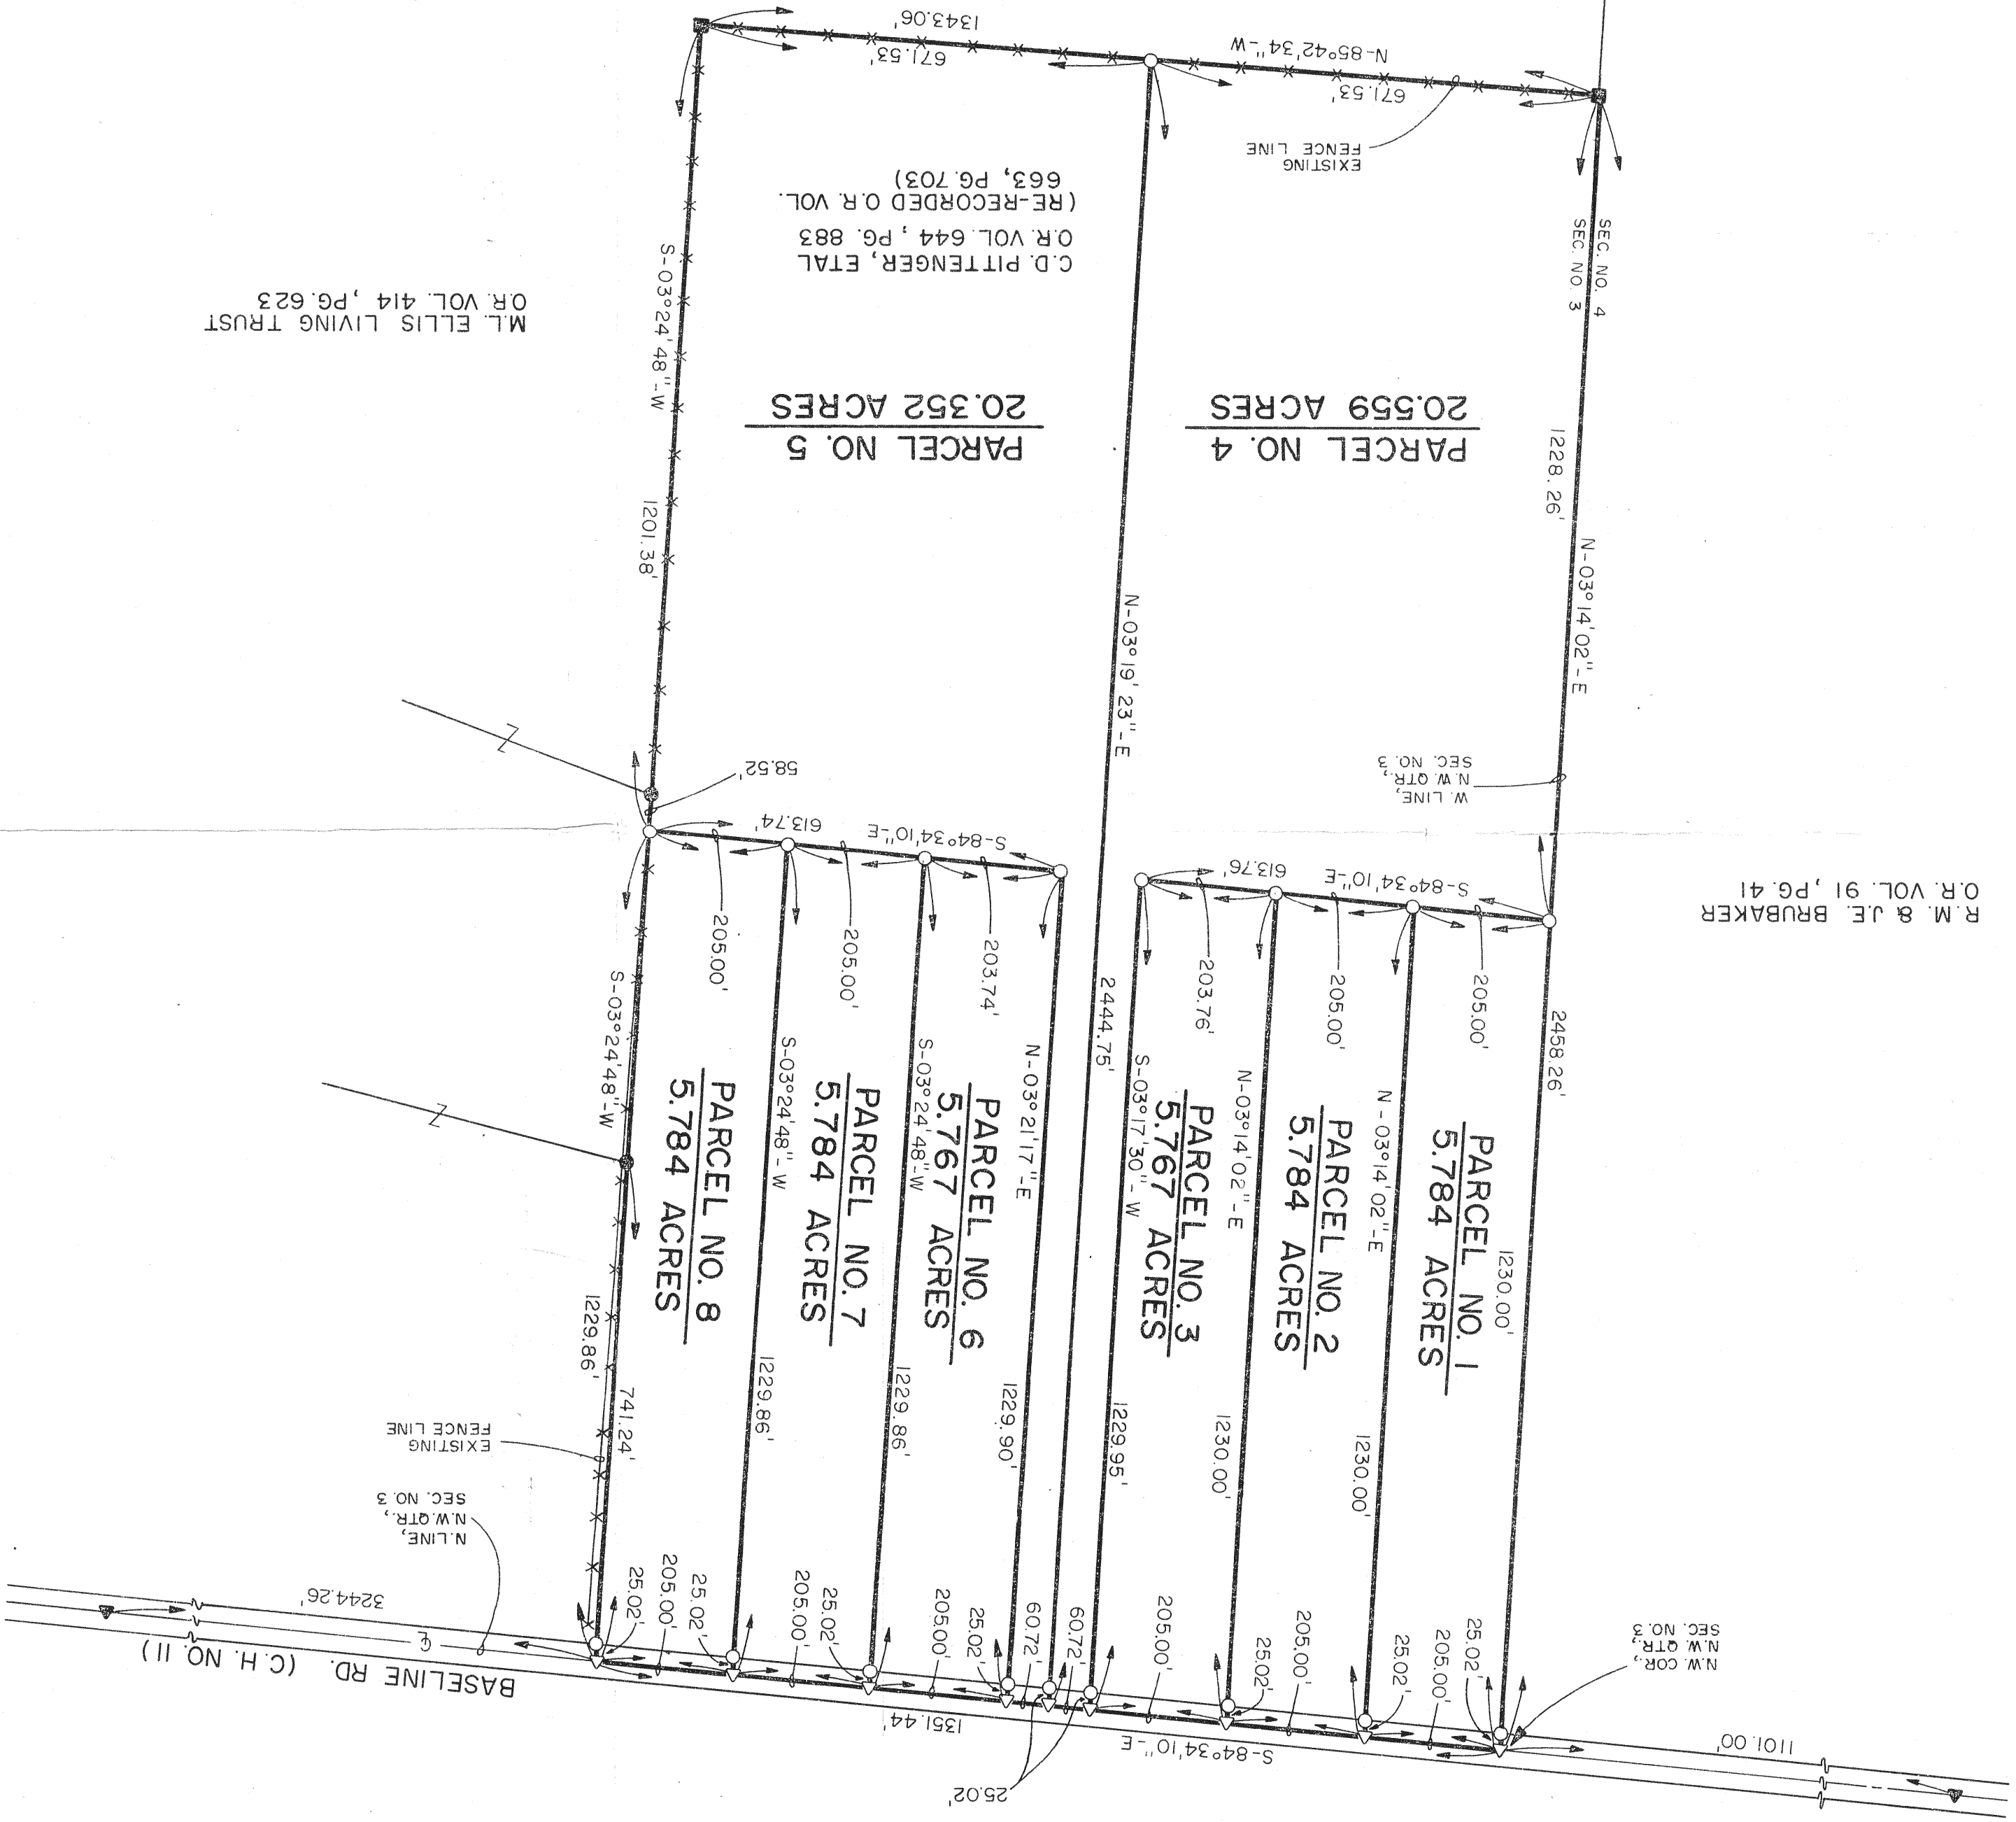 BASELINE RD. (C. H. NO. 11)
N.W. COR.,
N.W. QTR.,
SEC. NO. 3
1101.00'
S-84°34'10"-E
1351.44'
25.02'
3244.26'
℄
N. LINE,
N.W. QTR.,
SEC. NO. 3
EXISTING
FENCE LINE
25.02'
205.00'
25.02'
205.00'
25.02'
205.00'
60.72'
60.72'
25.02'
205.00'
25.02'
205.00'
25.02'
205.00'
25.02'
PARCEL NO. 1
5.784 ACRES
1230.00'
2458.26'
N-03°14'02"-E
1230.00'
PARCEL NO. 2
5.784 ACRES
N-03°14'02"-E
1230.00'
PARCEL NO. 3
5.767 ACRES
S-03°17'30"-W
1229.95'
2444.75'
N-03°19'23"-E
N-03°21'17"-E
1229.90'
PARCEL NO. 6
5.767 ACRES
S-03°24'48"-W
1229.86'
PARCEL NO. 7
5.784 ACRES
S-03°24'48"-W
1229.86'
PARCEL NO. 8
5.784 ACRES
S-03°24'48"-W
1229.86'
741.24'
R.M. & J.E. BRUBAKER
O.R. VOL. 91, PG. 41
205.00'
205.00'
203.76'
203.74'
205.00'
205.00'
S-84°34'10"-E
613.76'
S-84°34'10"-E
613.74'
58.52'
W. LINE,
N.W. QTR.,
SEC. NO. 3
N-03°14'02"-E
1228.26'
PARCEL NO. 4
20.559 ACRES
PARCEL NO. 5
20.352 ACRES
1201.38'
S-03°24'48"-W
M.L. ELLIS LIVING TRUST
O.R. VOL. 414, PG. 623
C.D. PITTENGER, ETAL
O.R. VOL. 644, PG. 883
(RE-RECORDED O.R. VOL.
663, PG. 703)
SEC. NO. 4
SEC. NO. 3
EXISTING
FENCE LINE
671.53'
671.53'
N-85°42'34"-W
1343.06'